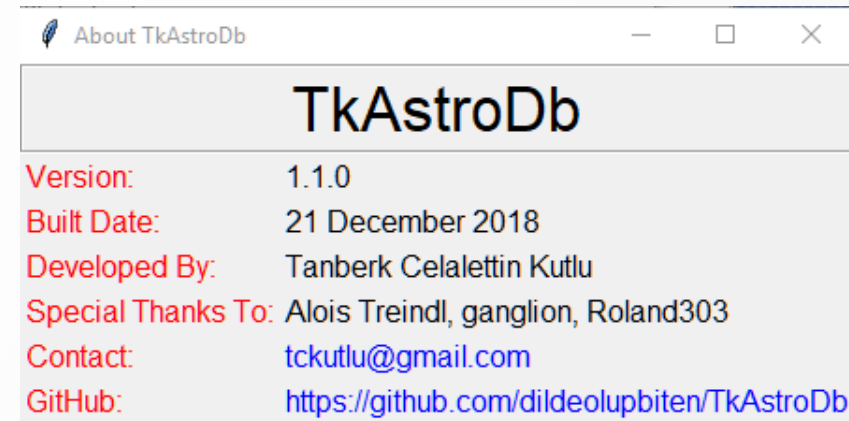 About TkAstroDb
TkAstroDb
Version: 1.1.0
Built Date: 21 December 2018
Developed By: Tanberk Celalettin Kutlu
Special Thanks To: Alois Treindl, ganglion, Roland303
Contact: tckutlu@gmail.com
GitHub: https://github.com/dildeolupbiten/TkAstroDb